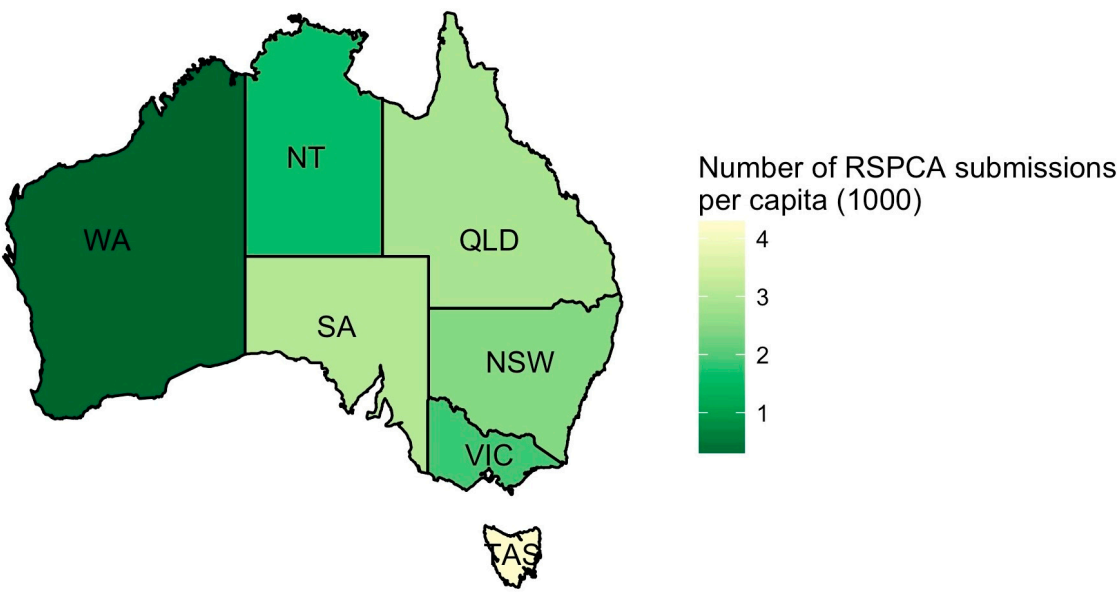 NT
WA
QLD
SA
NSW
VIC
TAS
Number of RSPCA submissions
per capita (1000)
4
3
2
1